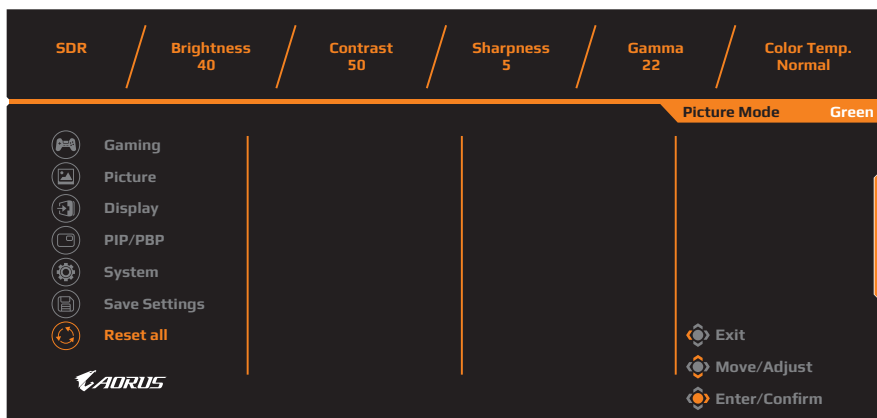 SDR Brightness Contrast Sharpness Gamma Color Temp.
40 50 5 22 Normal
Picture Mode Green
Gaming
Picture
Display
PIP/PBP
System
Save Settings
Reset all
AORUS
Exit
Move/Adjust
Enter/Confirm